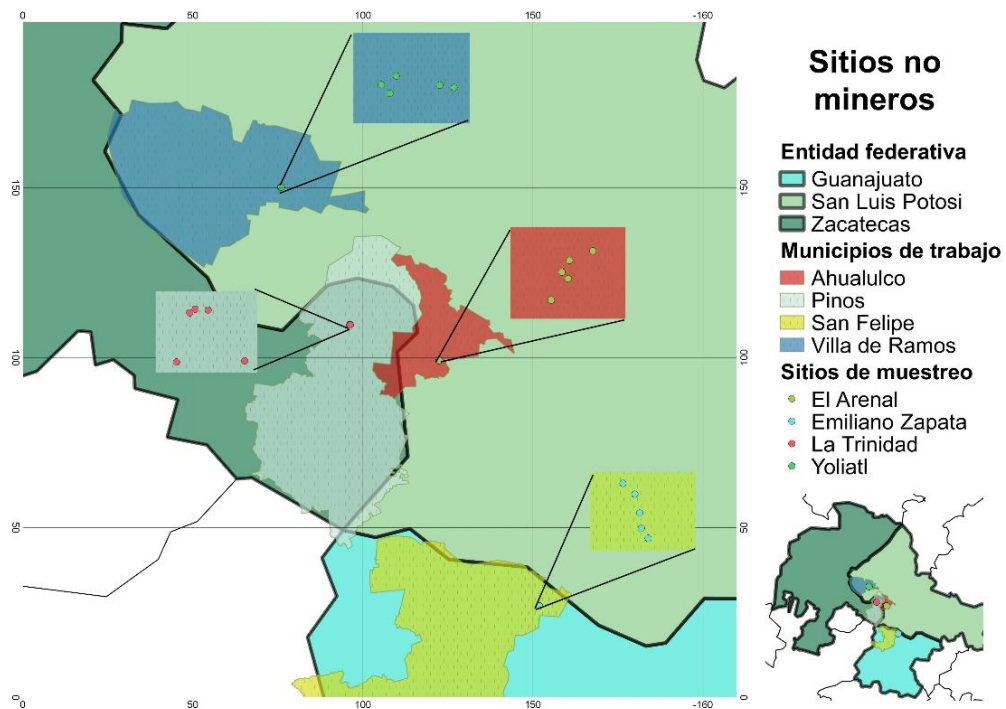 0 50 100 150 -160
Sitios no
mineros
Entidad federativa
Guanajuato
San Luis Potosi
Zacatecas
Municipios de trabajo
Ahualulco
Pinos
San Felipe
Villa de Ramos
Sitios de muestreo
El Arenal
Emiliano Zapata
La Trinidad
Yoliatl
150 150
100 100
50 50
0 0
0 50 100 150 -160